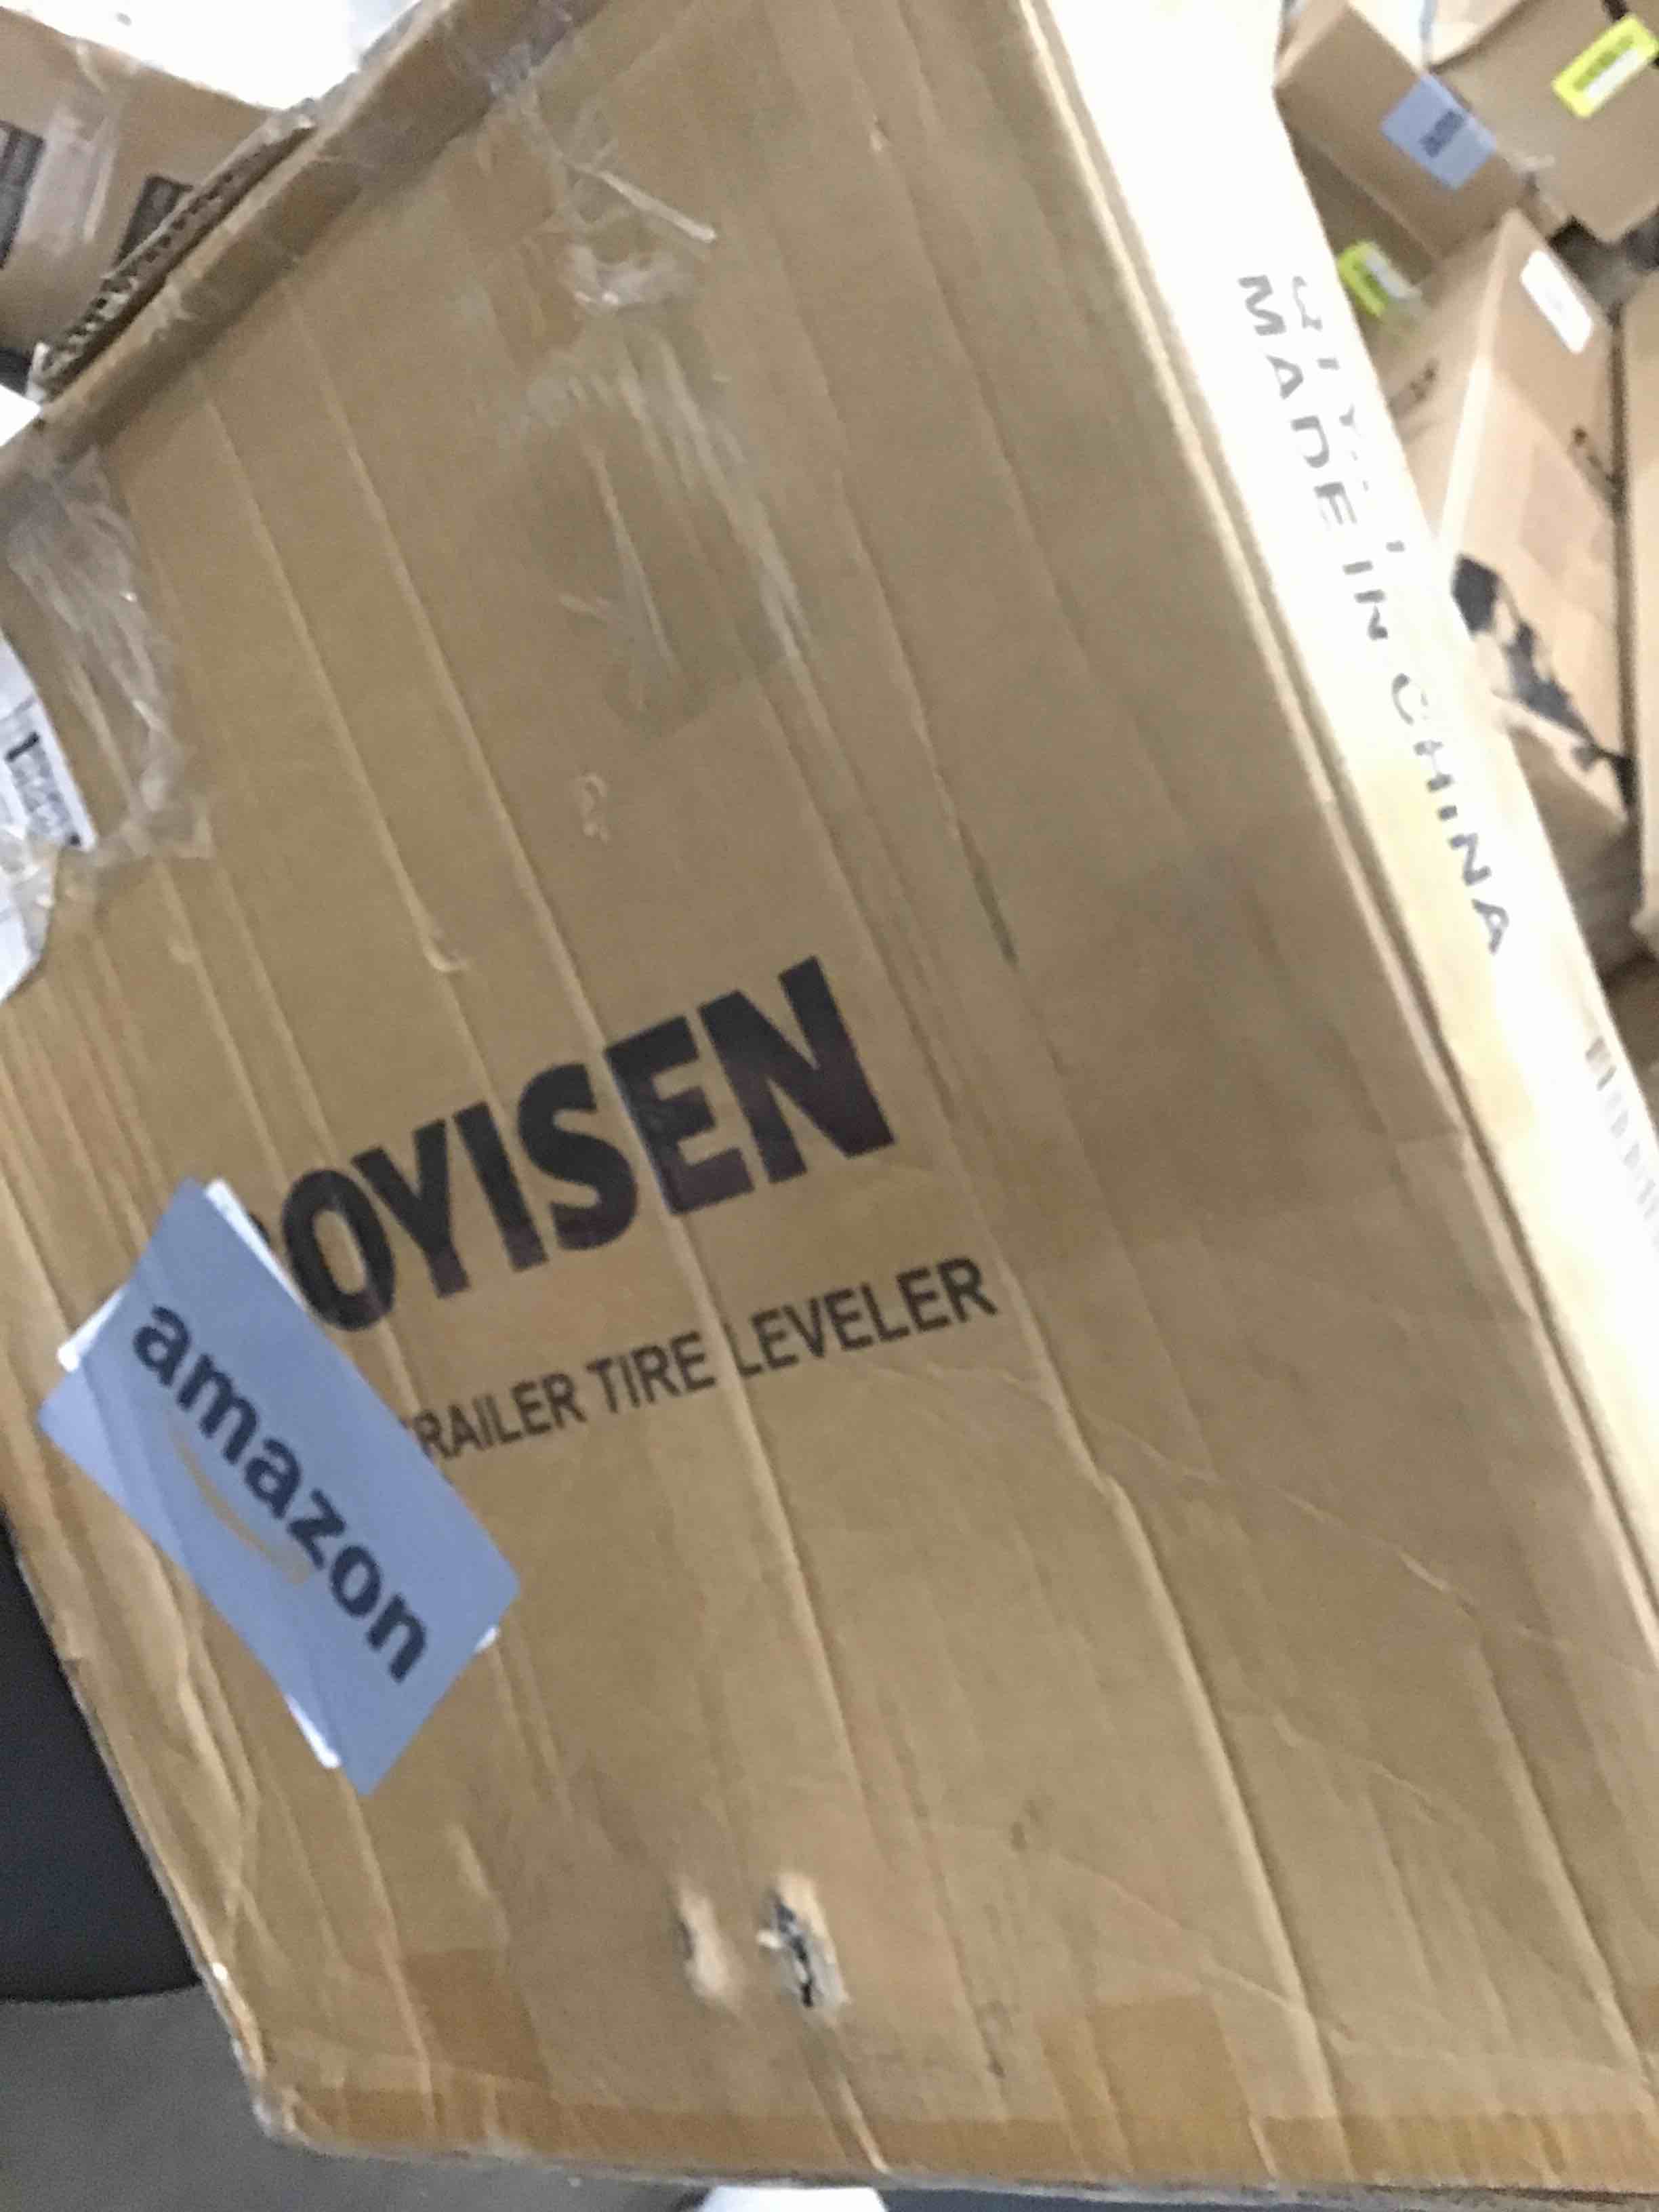 OYISEN
RAILER TIRE LEVELER
amazon
MADE IN CHINA